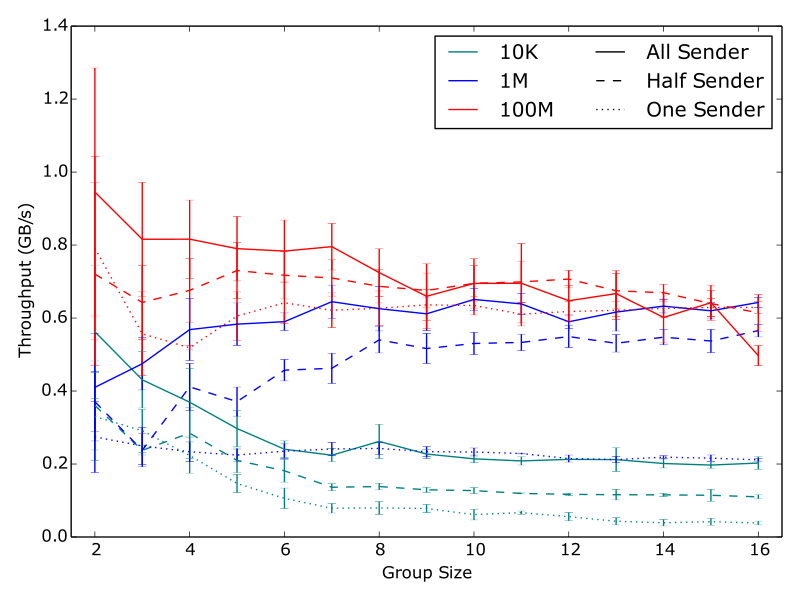 1.4
1.2
1.0
0.8
0.6
0.4
0.2
0.0
Throughput (GB/s)
10K
1M
100M
All Sender
Half Sender
One Sender
2 4 6 8 10 12 14 16
Group Size